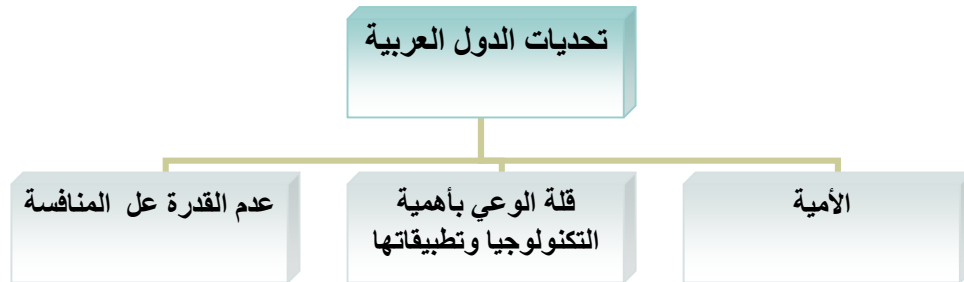 تحديات الدول العربية
الأمية
قلة الوعي بأهمية
التكنولوجيا وتطبيقاتها
عدم القدرة عل المنافسة